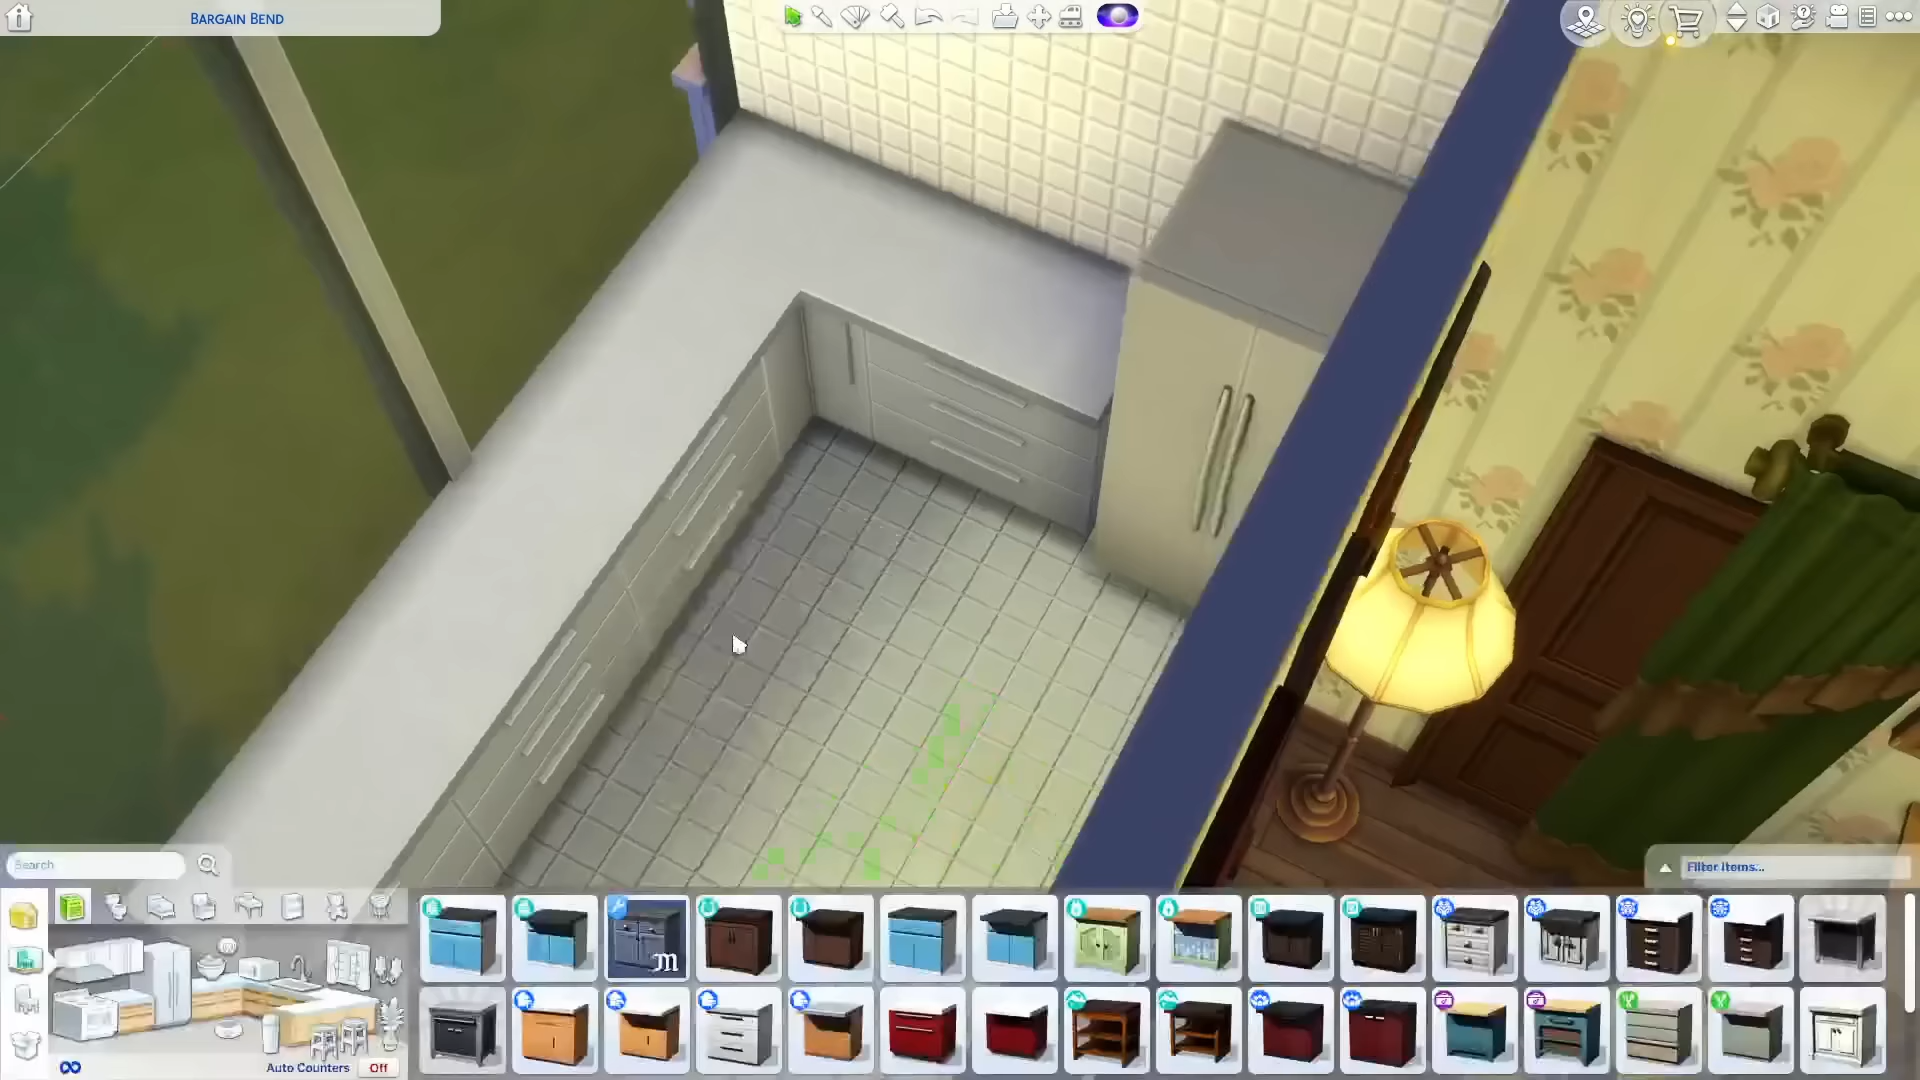 BARGAIN BEND
Search
Filter Items...
m
Auto Counters
Off